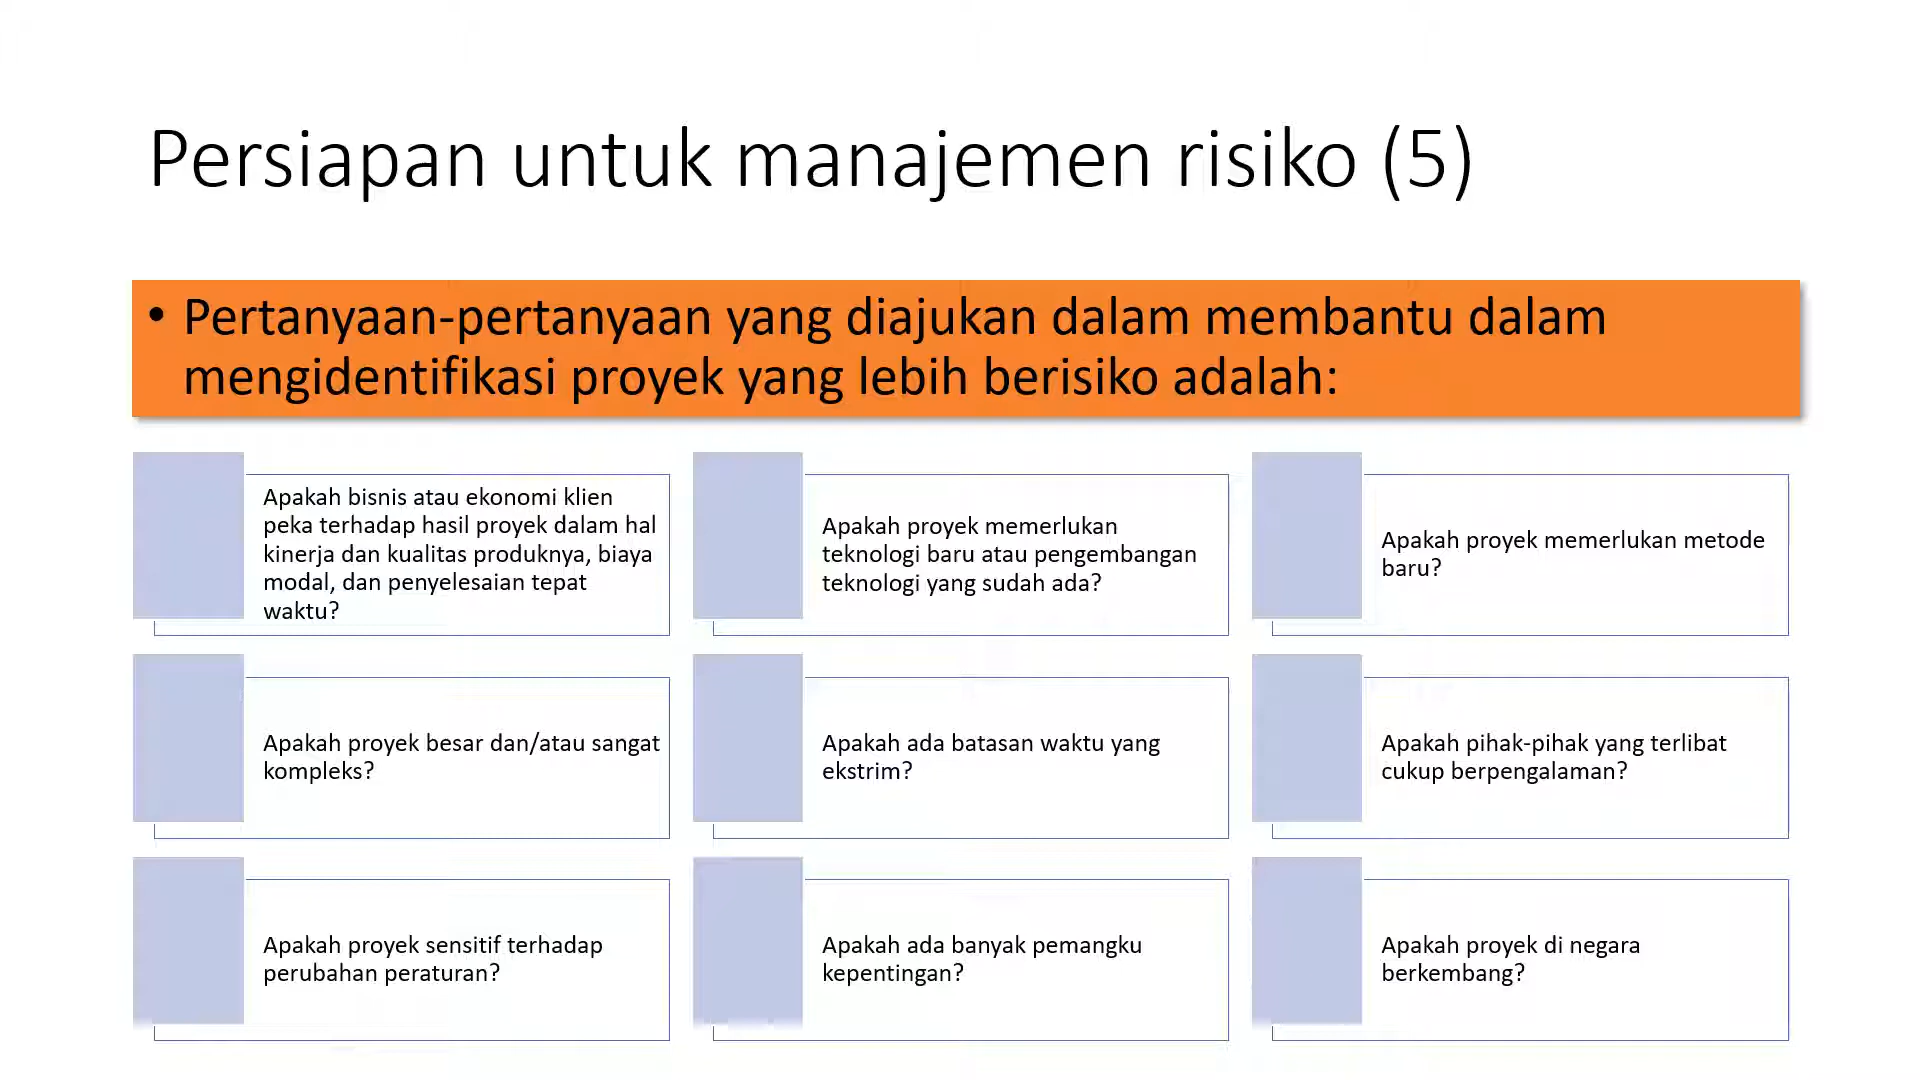 Persiapan untuk manajemen risiko (5)
• Pertanyaan-pertanyaan yang diajukan dalam membantu dalam
mengidentifikasi proyek yang lebih berisiko adalah:
Apakah bisnis atau ekonomi klien
peka terhadap hasil proyek dalam hal
kinerja dan kualitas produknya, biaya
modal, dan penyelesaian tepat
waktu?
Apakah proyek memerlukan
teknologi baru atau pengembangan
teknologi yang sudah ada?
Apakah proyek memerlukan metode
baru?
Apakah proyek besar dan/atau sangat
kompleks?
Apakah ada batasan waktu yang
ekstrim?
Apakah pihak-pihak yang terlibat
cukup berpengalaman?
Apakah proyek sensitif terhadap
perubahan peraturan?
Apakah ada banyak pemangku
kepentingan?
Apakah proyek di negara
berkembang?